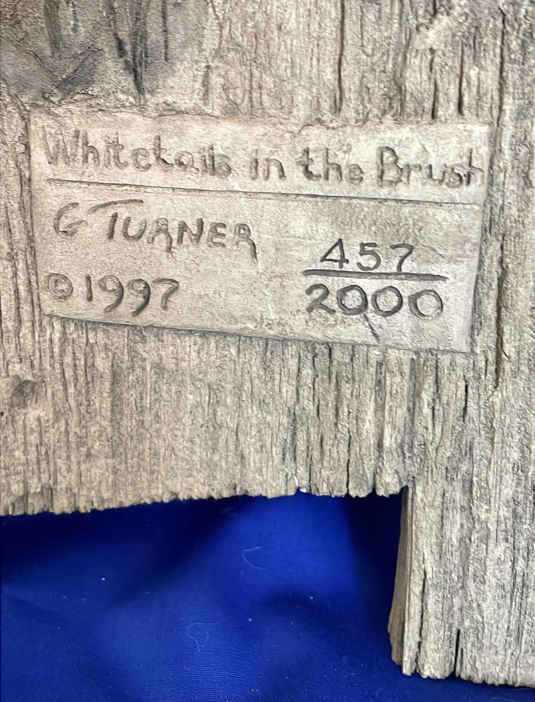 Whitetails in the Brush
G TURNER
457
© 1997
2000